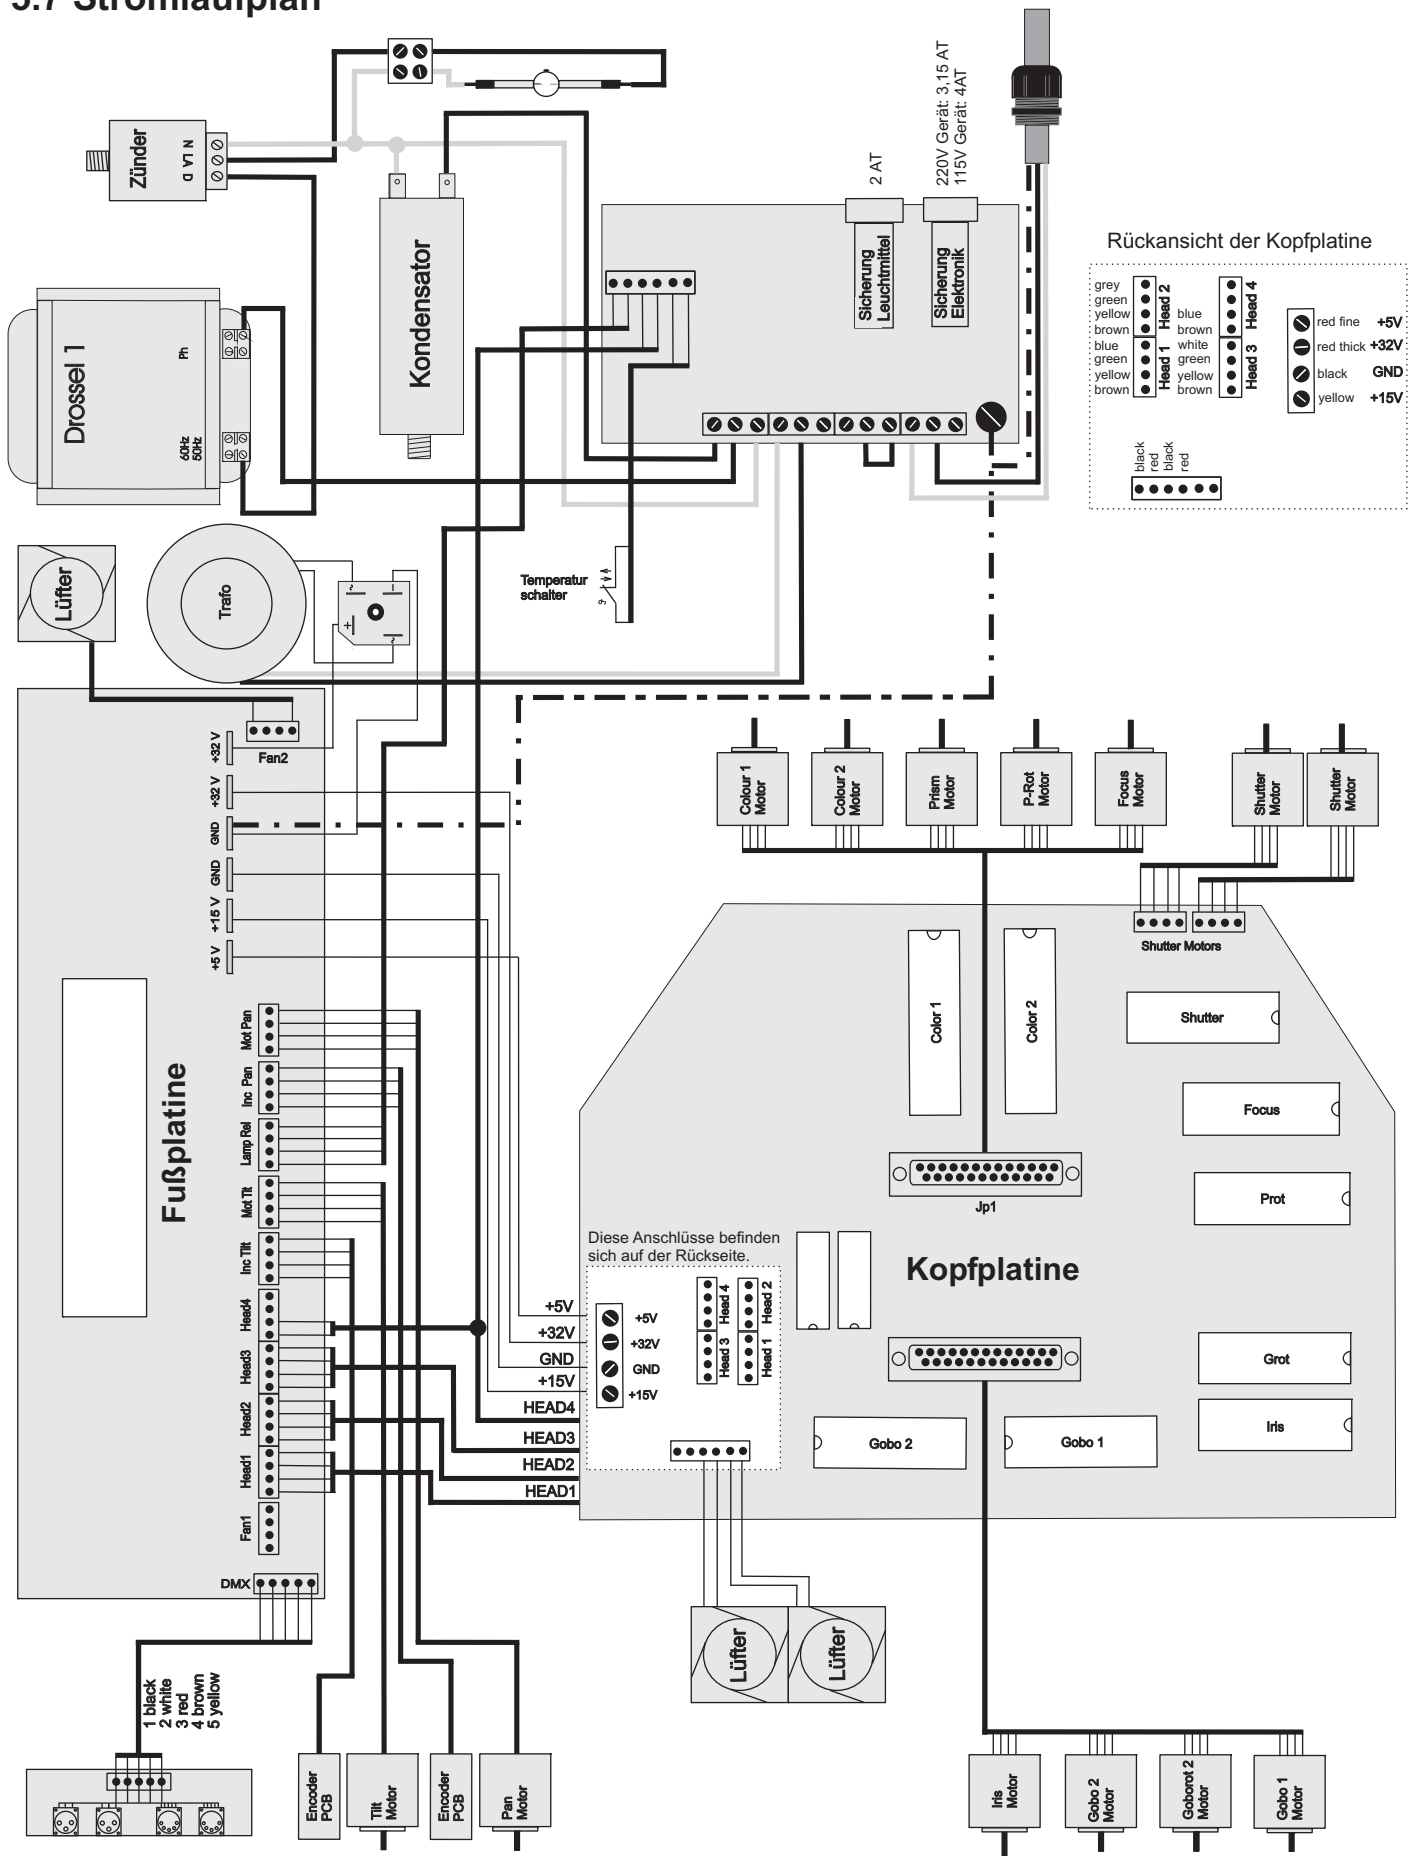 5.7 Stromlaufplan
Zünder
N LA D
Kondensator
2 AT
220V Gerät: 3,15 AT
115V Gerät: 4AT
Sicherung
Leuchtmittel
Sicherung
Elektronik
Rückansicht der Kopfplatine
grey
green
yellow
brown
Head 2
blue
green
yellow
brown
Head 1
blue
brown
Head 4
white
green
yellow
brown
Head 3
red fine +5V
red thick +32V
black GND
yellow +15V
black
red
black
red
Drossel 1
Ph
60Hz
50Hz
Lüfter
Trafo
~
−
+
~
Temperatur
schalter
ϑ
Fan2
+32 V
+32 V
GND
GND
+15 V
+5 V
Fußplatine
Mot Pan
Inc Pan
Lamp Rel
Mot Tit
Inc Tilt
Head4
Head3
Head2
Head1
Fan1
DMX
1 black
2 white
3 red
4 brown
5 yellow
Encoder
PCB
Tilt
Motor
Encoder
PCB
Pan
Motor
Colour 1
Motor
Colour 2
Motor
Prism
Motor
P-Rot
Motor
Focus
Motor
Shutter
Motor
Shutter
Motor
Shutter Motors
Color 1
Color 2
Shutter
Focus
Prot
Jp1
Kopfplatine
Diese Anschlüsse befinden
sich auf der Rückseite.
+5V
+32V
GND
+15V
HEAD4
HEAD3
HEAD2
HEAD1
+5V
+32V
GND
+15V
Head 4
Head 2
Head 3
Head 1
Grot
Iris
Gobo 2
Gobo 1
Lüfter
Lüfter
Iris
Motor
Gobo 2
Motor
Goborot 2
Motor
Gobo 1
Motor